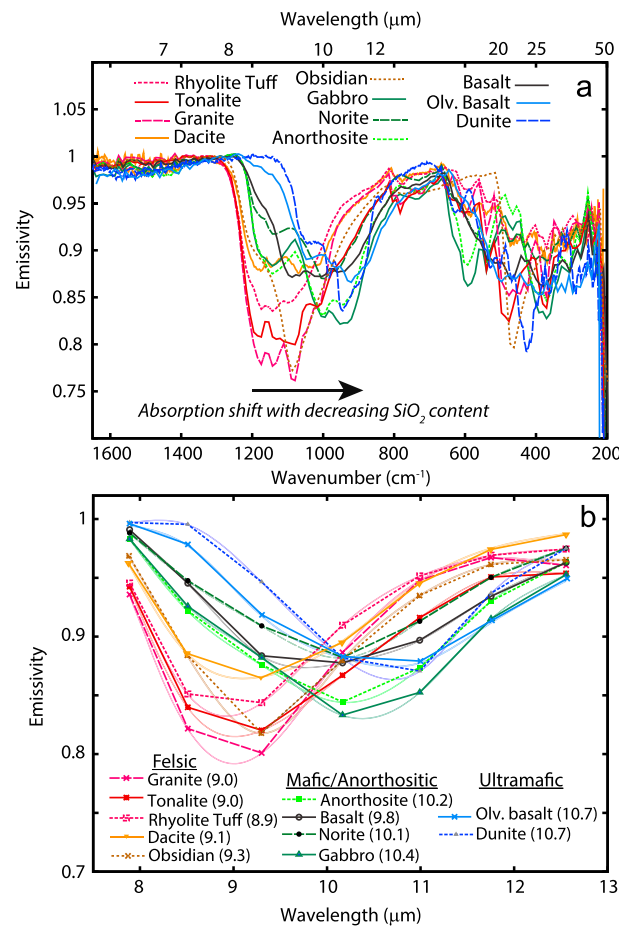 Wavelength (μm)
7 8 10 12 20 25 50
a
Rhyolite Tuff Obsidian Basalt
Tonalite Gabbro Olv. Basalt
Granite Norite Dunite
Dacite Anorthosite
1.05
1
0.95
0.9
0.85
0.8
0.75
Emissivity
Absorption shift with decreasing SiO2 content
1600 1400 1200 1000 800 600 400 200
Wavenumber (cm-1)
b
1
0.9
0.8
0.7
Emissivity
Felsic
Granite (9.0)
Tonalite (9.0)
Rhyolite Tuff (8.9)
Dacite (9.1)
Obsidian (9.3)
Mafic/Anorthositic
Anorthosite (10.2)
Basalt (9.8)
Norite (10.1)
Gabbro (10.4)
Ultramafic
Olv. basalt (10.7)
Dunite (10.7)
8 9 10 11 12 13
Wavelength (μm)